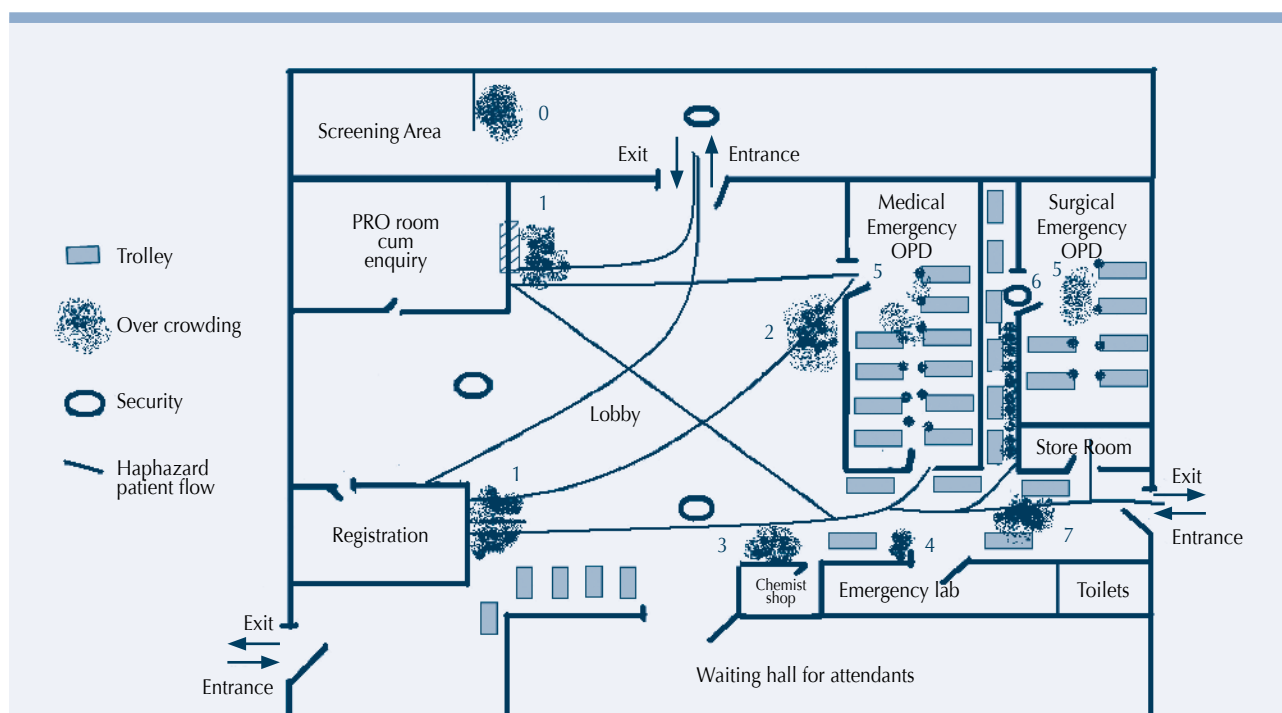 0
Screening Area
Exit
Entrance
1
PRO room
cum
enquiry
Medical
Emergency
OPD
Surgical
Emergency
OPD
5
5
6
Trolley
Over crowding
2
Security
Lobby
Haphazard
patient flow
Store Room
1
Exit
Registration
3
4
7
Entrance
Chemist
shop
Emergency lab
Toilets
Exit
Entrance
Waiting hall for attendants